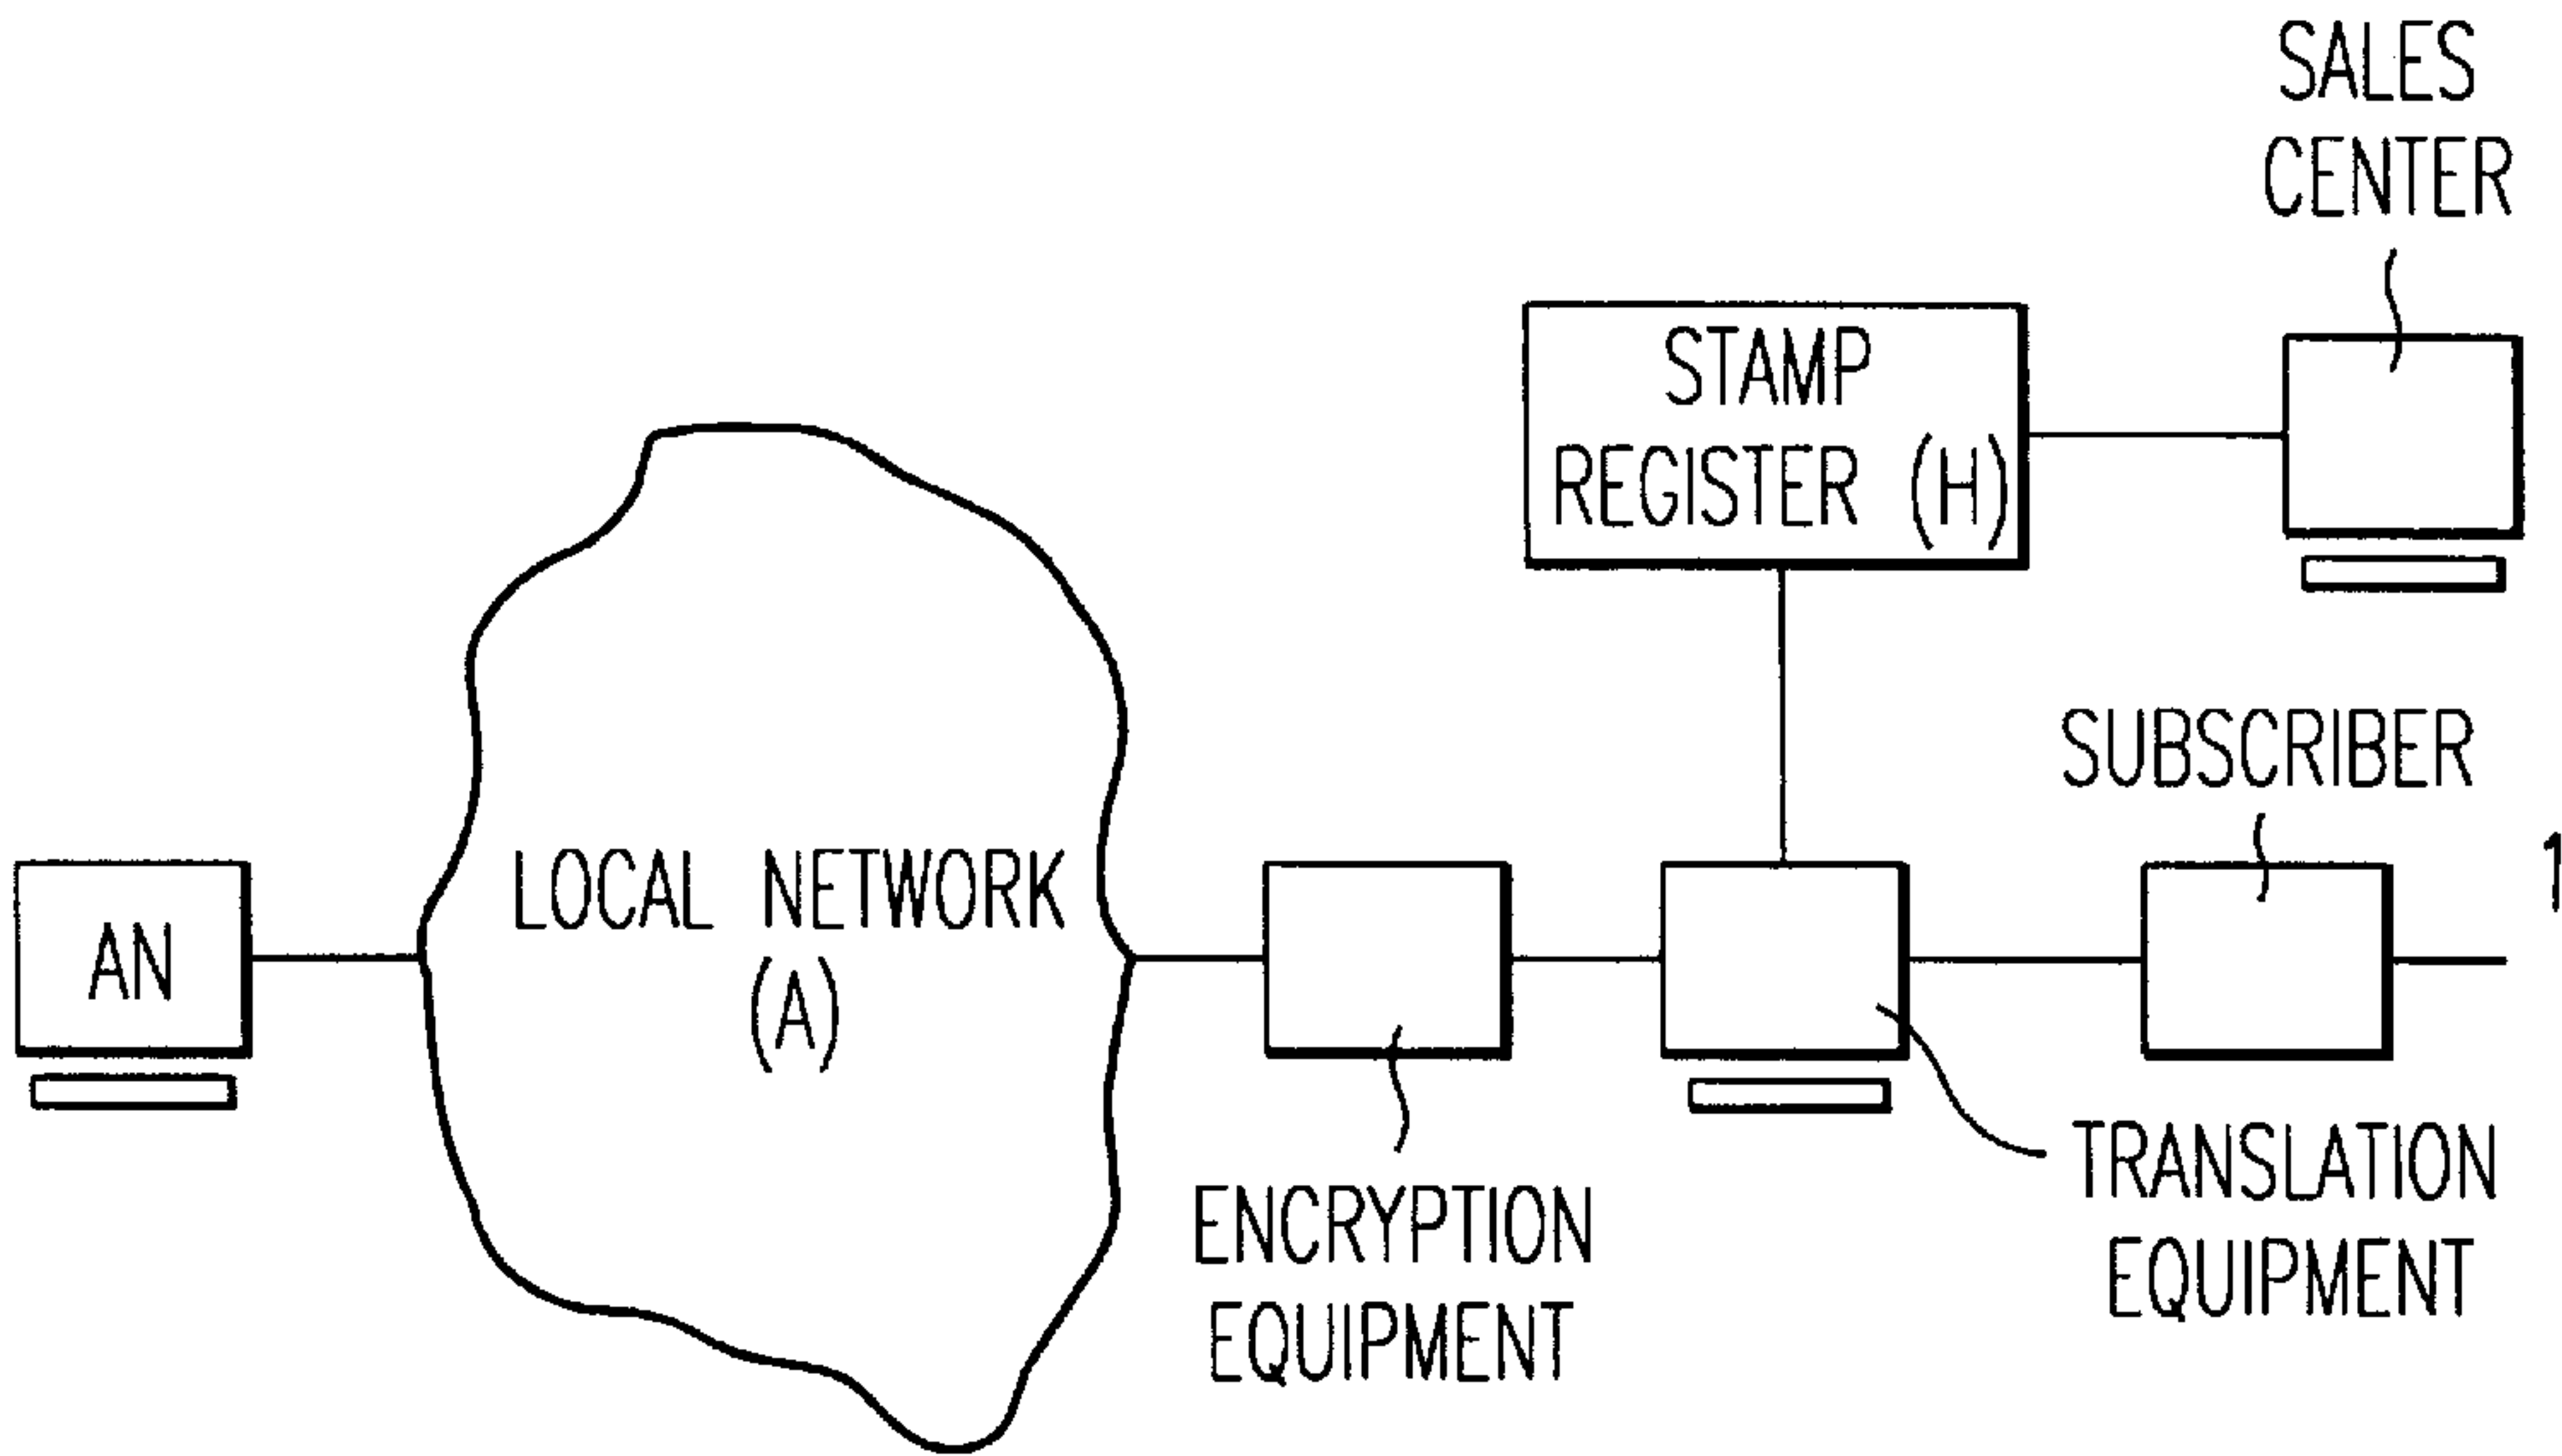 SALES
CENTER
STAMP
REGISTER (H)
SUBSCRIBER
1
AN
LOCAL NETWORK
(A)
ENCRYPTION
EQUIPMENT
TRANSLATION
EQUIPMENT